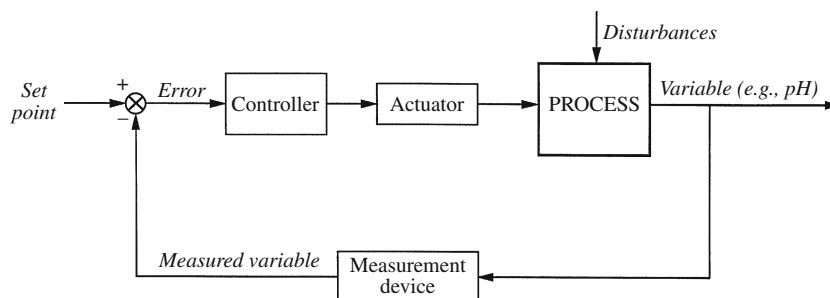 Disturbances
Set
point
+
−
Error
Controller
Actuator
PROCESS
Variable (e.g., pH)
Measured variable
Measurement
device